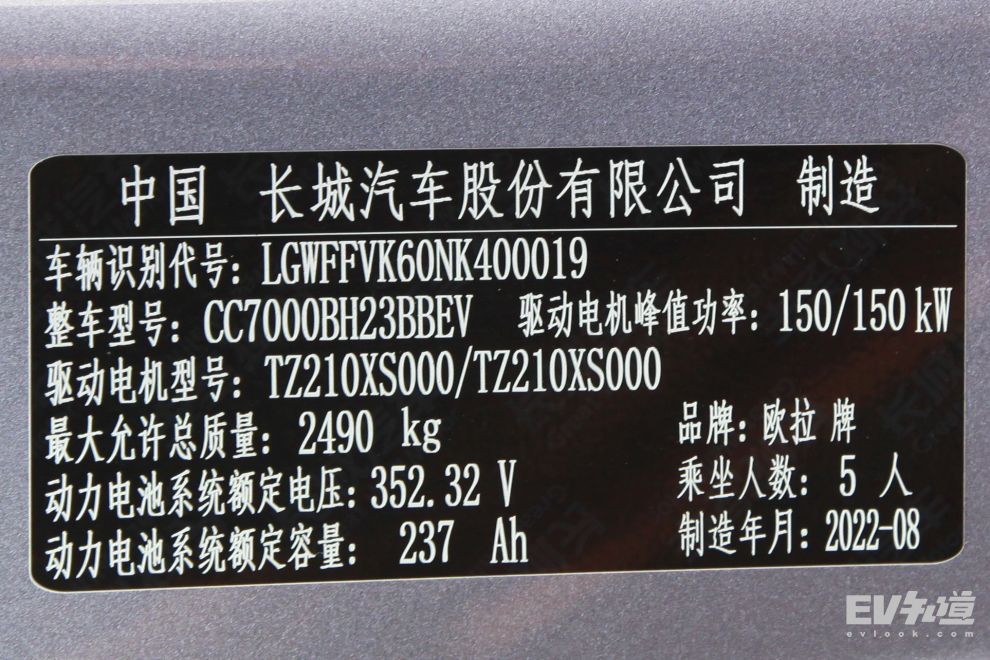 中国 长城汽车股份有限公司 制造
车辆识别代号：LGWFFVK60NK400019
整车型号：CC7000BH23BBEV 驱动电机峰值功率：150/150 kW
驱动电机型号：TZ210XS000/TZ210XS000
最大允许总质量：2490 kg 品牌：欧拉 牌
动力电池系统额定电压：352.32 V 乘坐人数：5 人
动力电池系统额定容量：237 Ah 制造年月：2022-08
EV知道
evlook.com